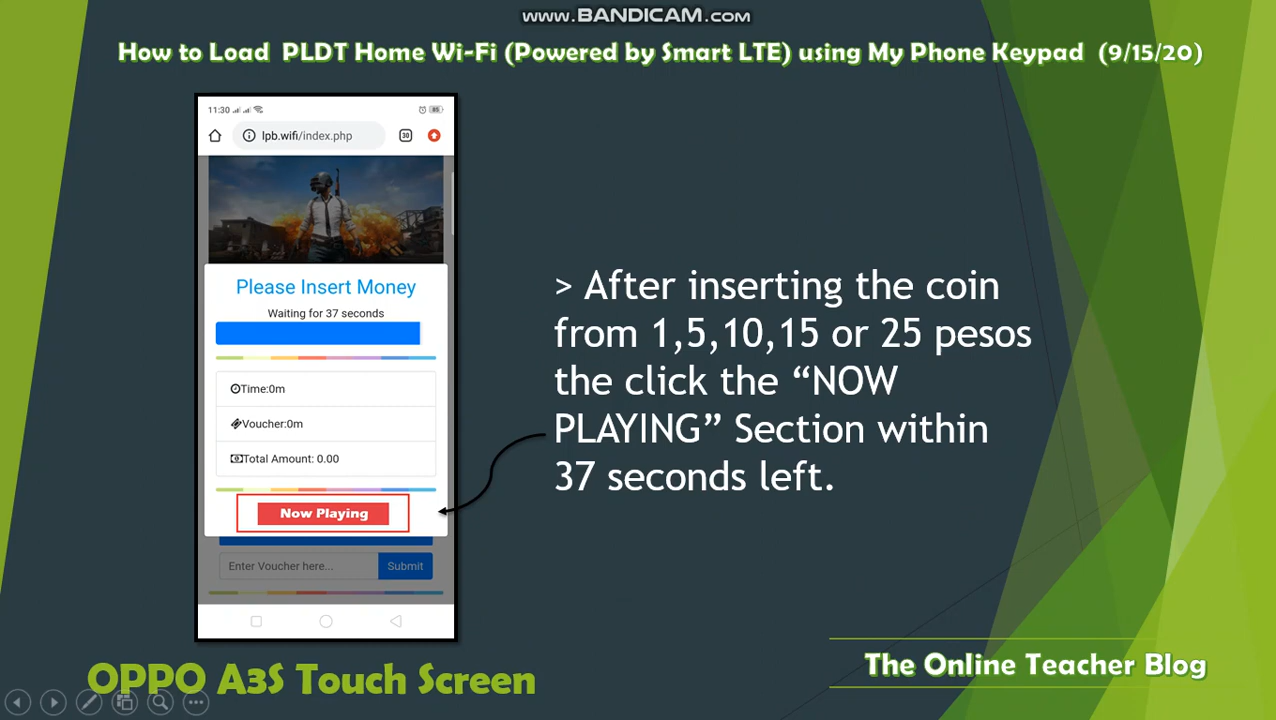 www.BANDICAM.com
How to Load PLDT Home Wi-Fi (Powered by Smart LTE) using My Phone Keypad (9/15/20)
11:30
85
lpb.wifi/index.php
30
Please Insert Money
Waiting for 37 seconds
Time:0m
Voucher:0m
Total Amount: 0.00
Now Playing
Enter Voucher here...
Submit
> After inserting the coin
from 1,5,10,15 or 25 pesos
the click the “NOW
PLAYING” Section within
37 seconds left.
OPPO A3S Touch Screen
The Online Teacher Blog